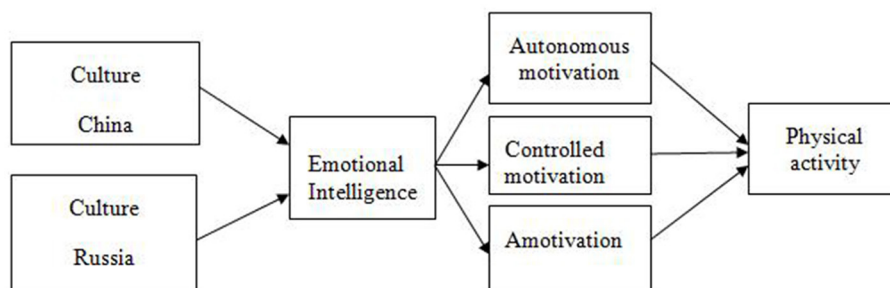 Culture
China
Culture
Russia
Emotional
Intelligence
Autonomous
motivation
Controlled
motivation
Amotivation
Physical
activity